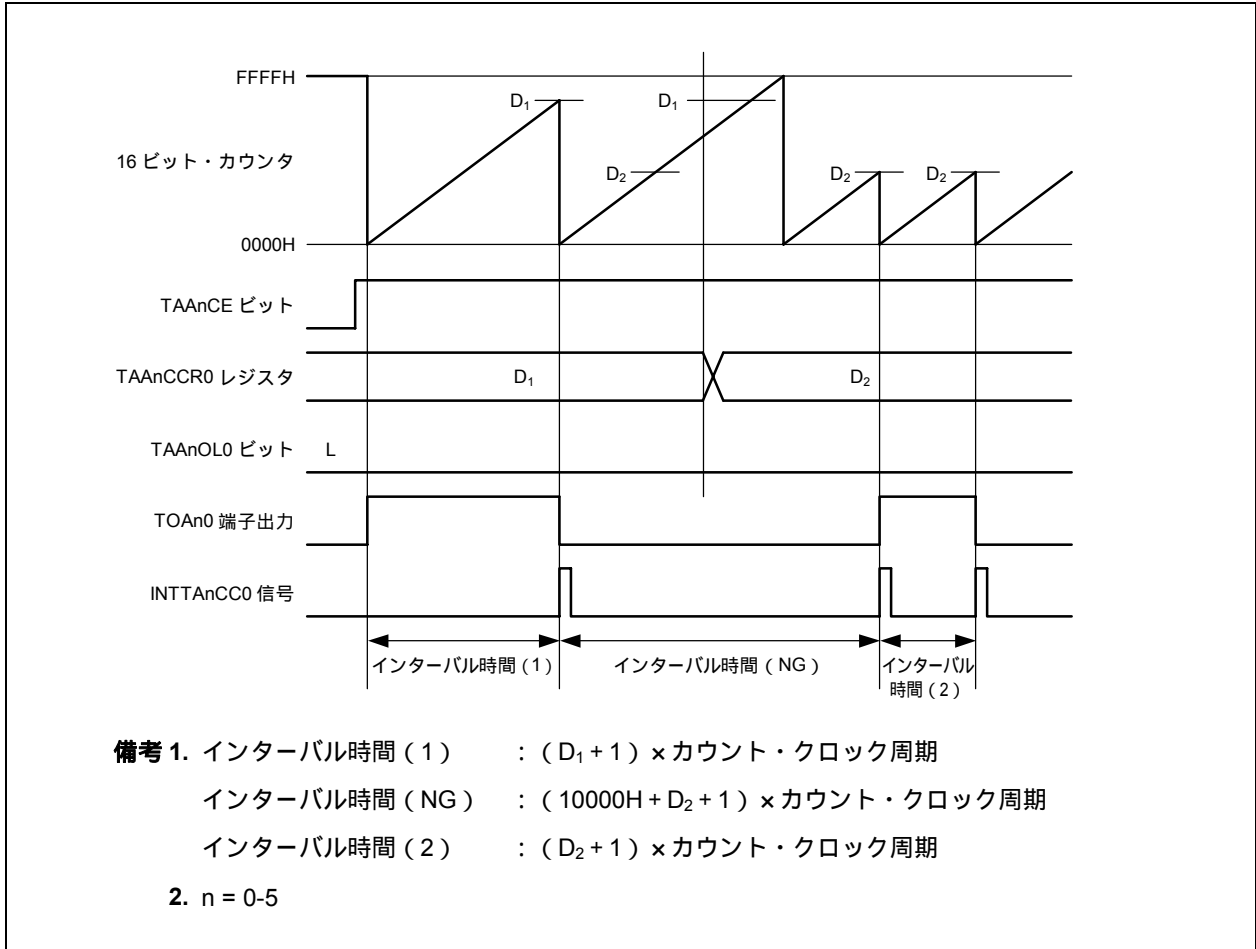 FFFFH
D₁
D₁
16 ビット・カウンタ
D₂
D₂
D₂
0000H
TAAnCE ビット
TAAnCCR0 レジスタ
D₁
D₂
TAAnOL0 ビット
L
TOAn0 端子出力
INTTAnCC0 信号
インターバル時間（1）
インターバル時間（NG）
インターバル
時間（2）
備考 1. インターバル時間（1） ：（D₁＋1）×カウント・クロック周期
インターバル時間（NG） ：（10000H＋D₂＋1）×カウント・クロック周期
インターバル時間（2） ：（D₂＋1）×カウント・クロック周期
2. n = 0-5